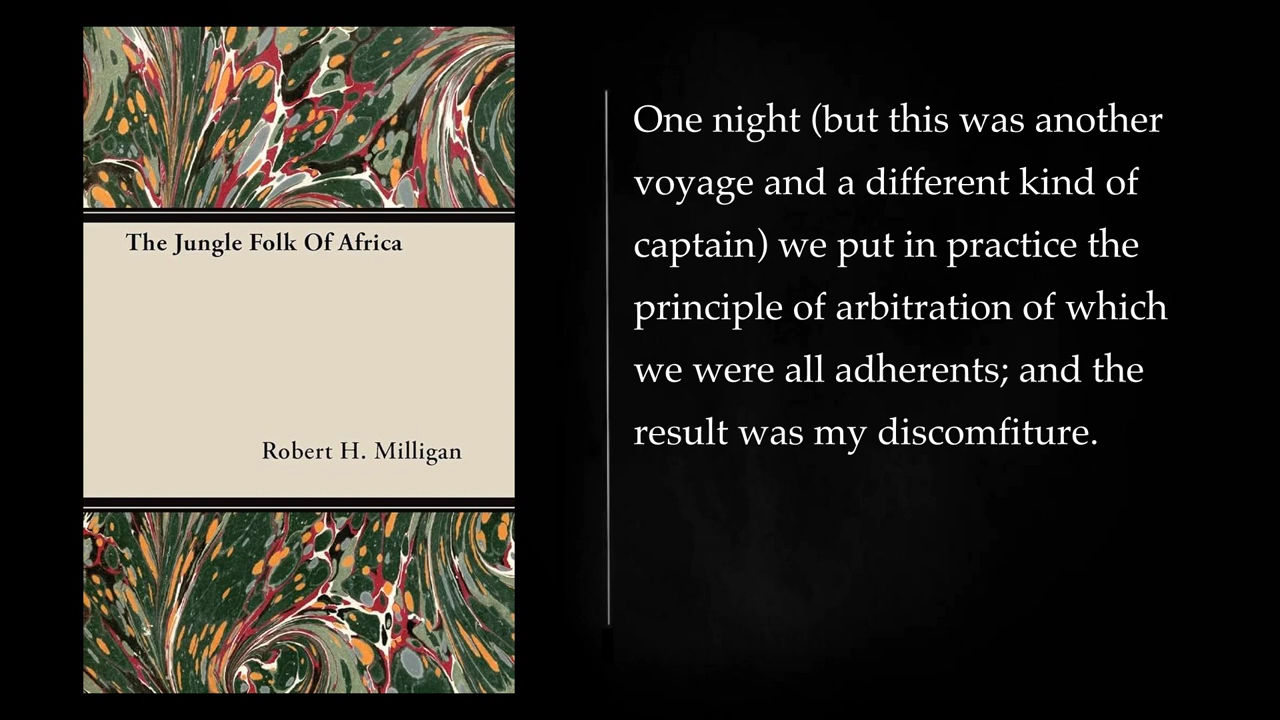 The Jungle Folk Of Africa
Robert H. Milligan
One night (but this was another
voyage and a different kind of
captain) we put in practice the
principle of arbitration of which
we were all adherents; and the
result was my discomfiture.